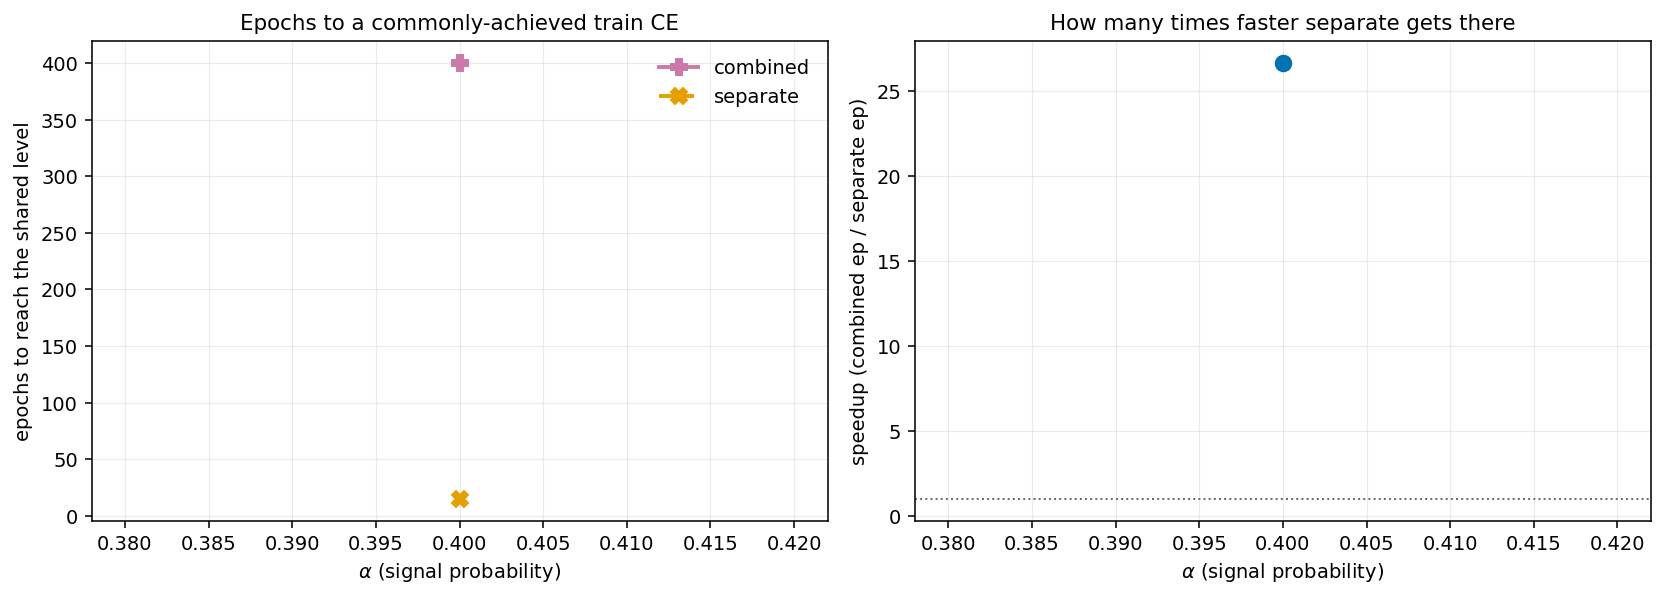 Epochs to a commonly-achieved train CE
epochs to reach the shared level
400
350
300
250
200
150
100
50
0
combined
separate
0.380 0.385 0.390 0.395 0.400 0.405 0.410 0.415 0.420
α (signal probability)
How many times faster separate gets there
speedup (combined ep / separate ep)
25
20
15
10
5
0
0.380 0.385 0.390 0.395 0.400 0.405 0.410 0.415 0.420
α (signal probability)